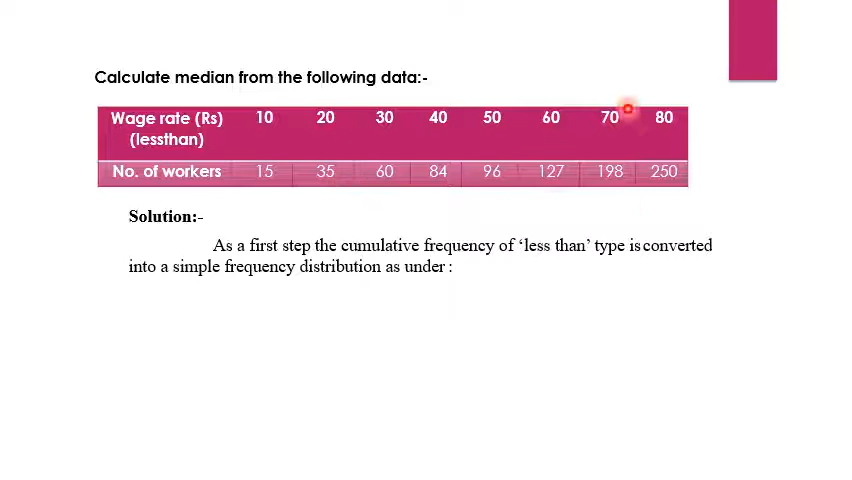 Calculate median from the following data:-
Wage rate (Rs) 10 20 30 40 50 60 70 80
(lessthan)
No. of workers 15 35 60 84 96 127 198 250
Solution:-
As a first step the cumulative frequency of ‘less than’ type is converted
into a simple frequency distribution as under :